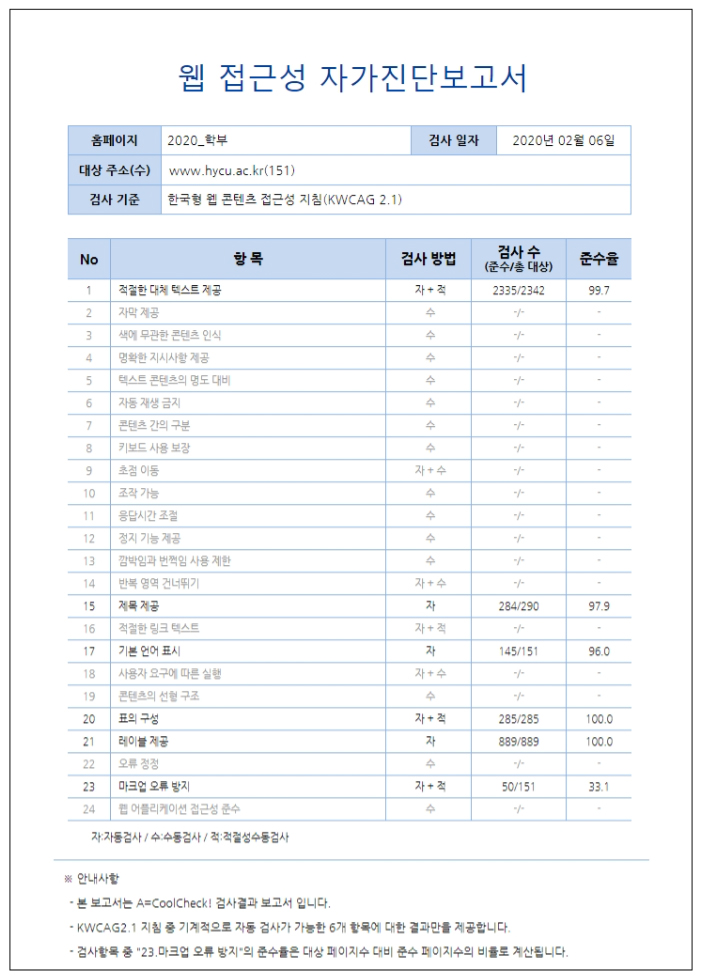 웹 접근성 자가진단보고서
홈페이지 2020_학부 검사 일자 2020년 02월 06일
대상 주소(수) www.hycu.ac.kr(151)
검사 기준 한국형 웹 콘텐츠 접근성 지침(KWCAG 2.1)
No 항 목 검사 방법 검사 수 (준수/총 대상) 준수율
1 적절한 대체 텍스트 제공 자 + 적 2335/2342 99.7
2 자막 제공 수 -/- -
3 색에 무관한 콘텐츠 인식 수 -/- -
4 명확한 지시사항 제공 수 -/- -
5 텍스트 콘텐츠의 명도 대비 수 -/- -
6 자동 재생 금지 수 -/- -
7 콘텐츠 간의 구분 수 -/- -
8 키보드 사용 보장 수 -/- -
9 초점 이동 자 + 수 -/- -
10 조작 가능 수 -/- -
11 응답시간 조절 수 -/- -
12 정지 기능 제공 수 -/- -
13 깜박임과 번쩍임 사용 제한 수 -/- -
14 반복 영역 건너뛰기 자 + 수 -/- -
15 제목 제공 자 284/290 97.9
16 적절한 링크 텍스트 자 + 적 -/- -
17 기본 언어 표시 자 145/151 96.0
18 사용자 요구에 따른 실행 자 + 수 -/- -
19 콘텐츠의 선형 구조 수 -/- -
20 표의 구성 자 + 적 285/285 100.0
21 레이블 제공 자 889/889 100.0
22 오류 정정 수 -/- -
23 마크업 오류 방지 자 + 적 50/151 33.1
24 웹 어플리케이션 접근성 준수 수 -/- -
자:자동검사 / 수:수동검사 / 적:적절성수동검사
※ 안내사항
- 본 보고서는 A=CoolCheck! 검사결과 보고서 입니다.
- KWCAG2.1 지침 중 기계적으로 자동 검사가 가능한 6개 항목에 대한 결과만을 제공합니다.
- 검사항목 중 "23.마크업 오류 방지"의 준수율은 대상 페이지수 대비 준수 페이지수의 비율로 계산됩니다.